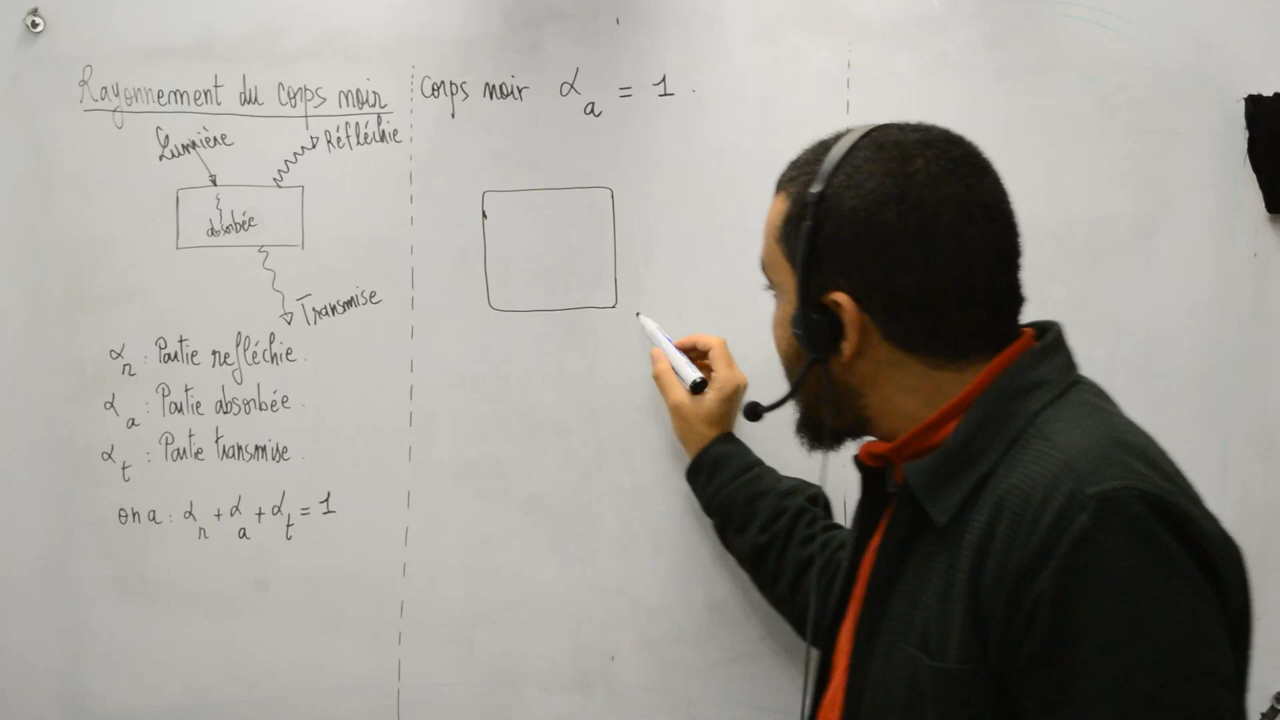 Rayonnement du corps noir
Lumière
Réfléchie
absorbée
Transmise
α_r : Partie refléchie.
α_a : Partie absorbée.
α_t : Partie transmise.
on a : α_r + α_a + α_t = 1
Corps noir α_a = 1.